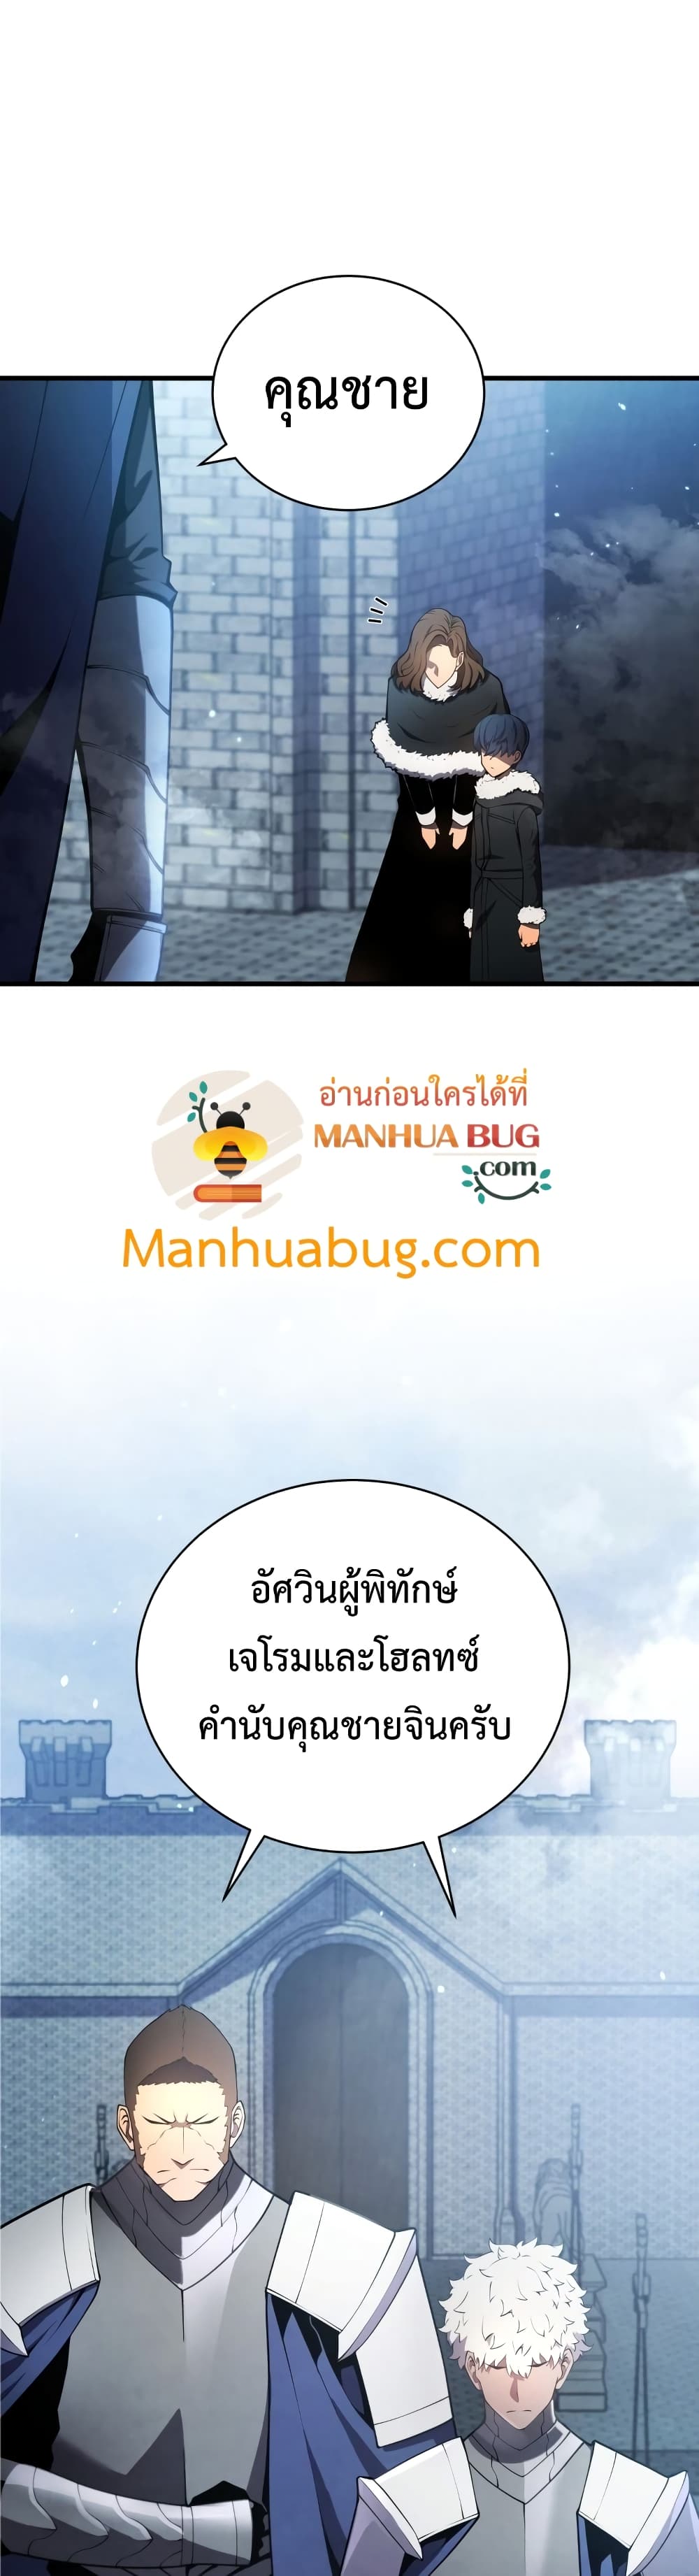 คุณชาย
อ่านก่อนใครได้ที่
MANHUA BUG
.com
Manhuabug.com
อัศวินผู้พิทักษ์
เจโรมและโฮลทซ์
คำนับคุณชายจินครับ